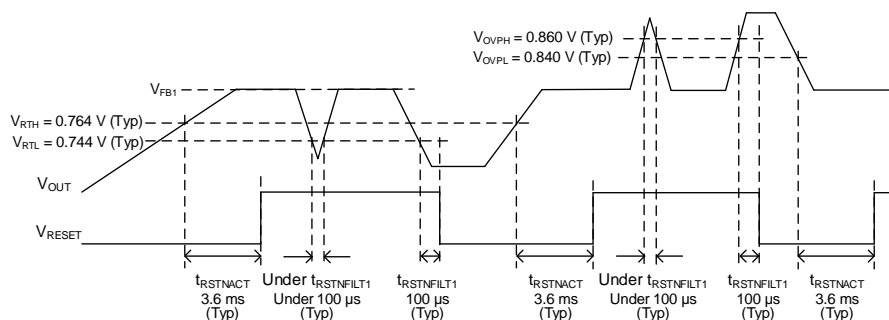 V_OVPH = 0.860 V (Typ)
V_OVPL = 0.840 V (Typ)
V_FB1
V_RTH = 0.764 V (Typ)
V_RTL = 0.744 V (Typ)
V_OUT
V_RESET
t_RSTNACT
3.6 ms
(Typ)
Under t_RSTNFILT1
Under 100 µs
(Typ)
t_RSTNFILT1
100 µs
(Typ)
t_RSTNACT
3.6 ms
(Typ)
Under t_RSTNFILT1
Under 100 µs
(Typ)
t_RSTNFILT1
100 µs
(Typ)
t_RSTNACT
3.6 ms
(Typ)